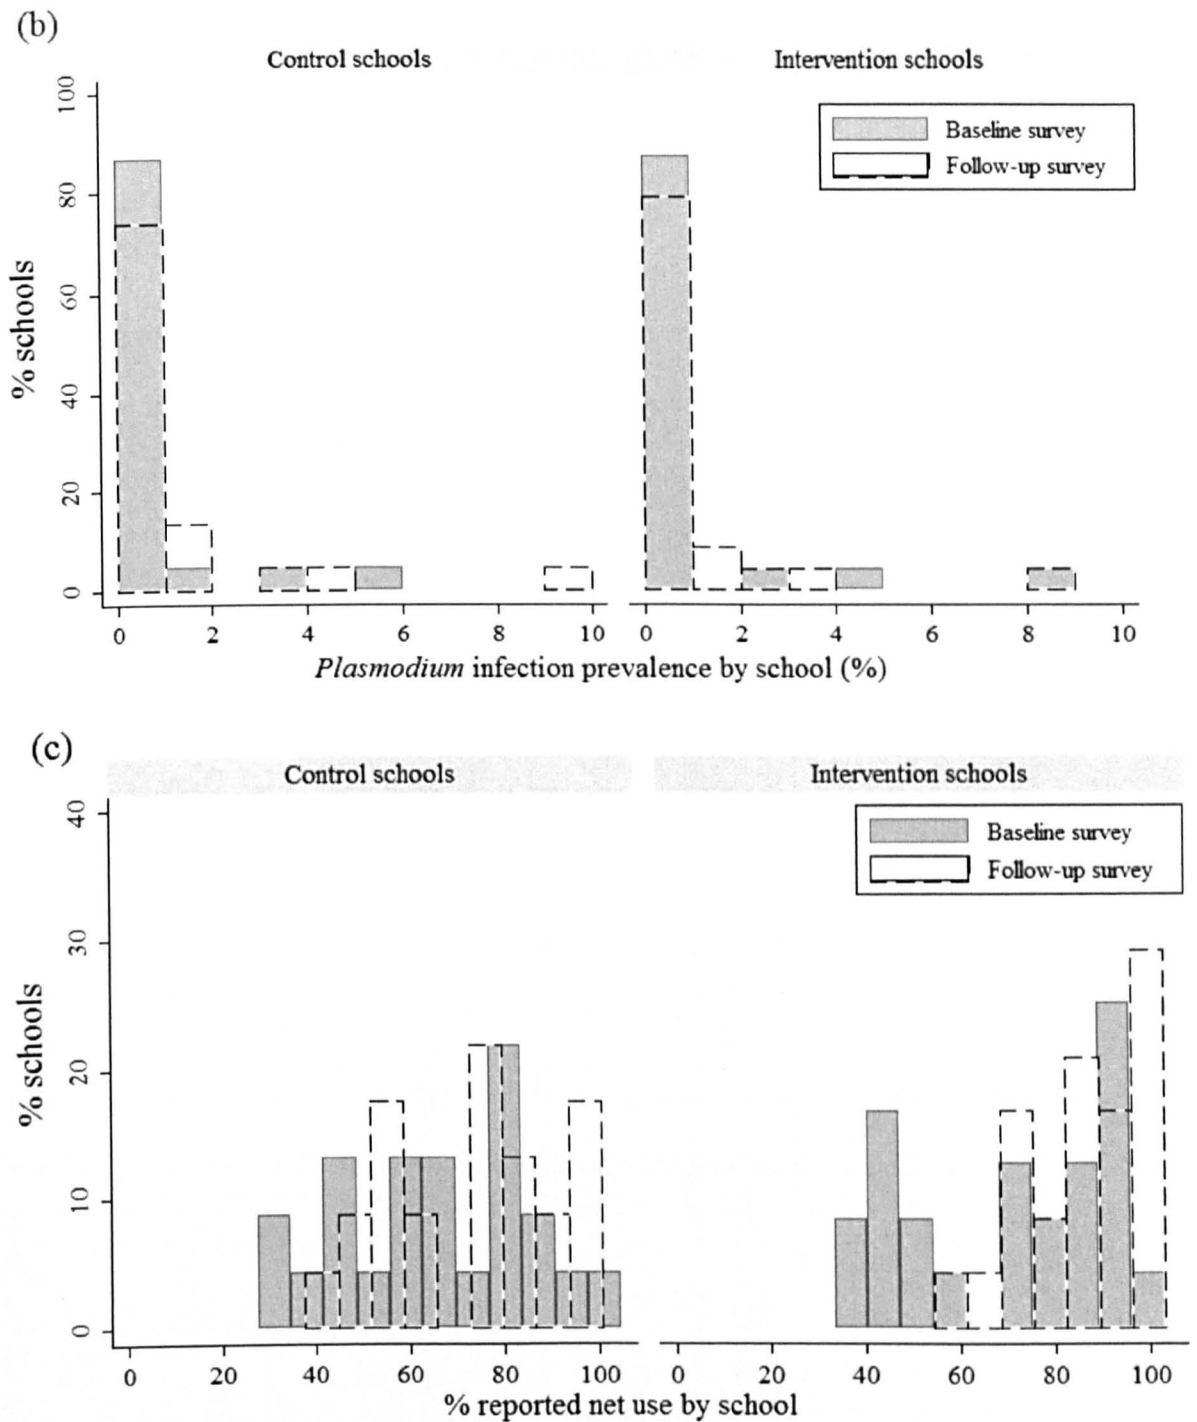 (b)
Control schools
Intervention schools
Baseline survey
Follow-up survey
% schools
100
80
60
40
20
0
0 2 4 6 8 10
0 2 4 6 8 10
Plasmodium infection prevalence by school (%)
(c)
Control schools
Intervention schools
Baseline survey
Follow-up survey
% schools
40
30
20
10
0
0 20 40 60 80 100
0 20 40 60 80 100
% reported net use by school